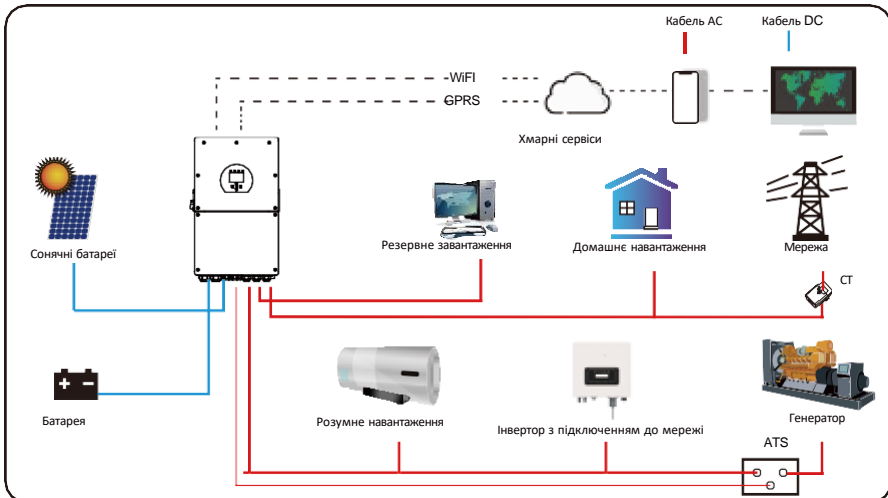 Кабель AC
Кабель DC
WiFI
GPRS
Хмарні сервіси
Сонячні батареї
Резервне завантаження
Домашнє навантаження
Мережа
CT
Батарея
Розумне навантаження
Інвертор з підключенням до мережі
Генератор
ATS